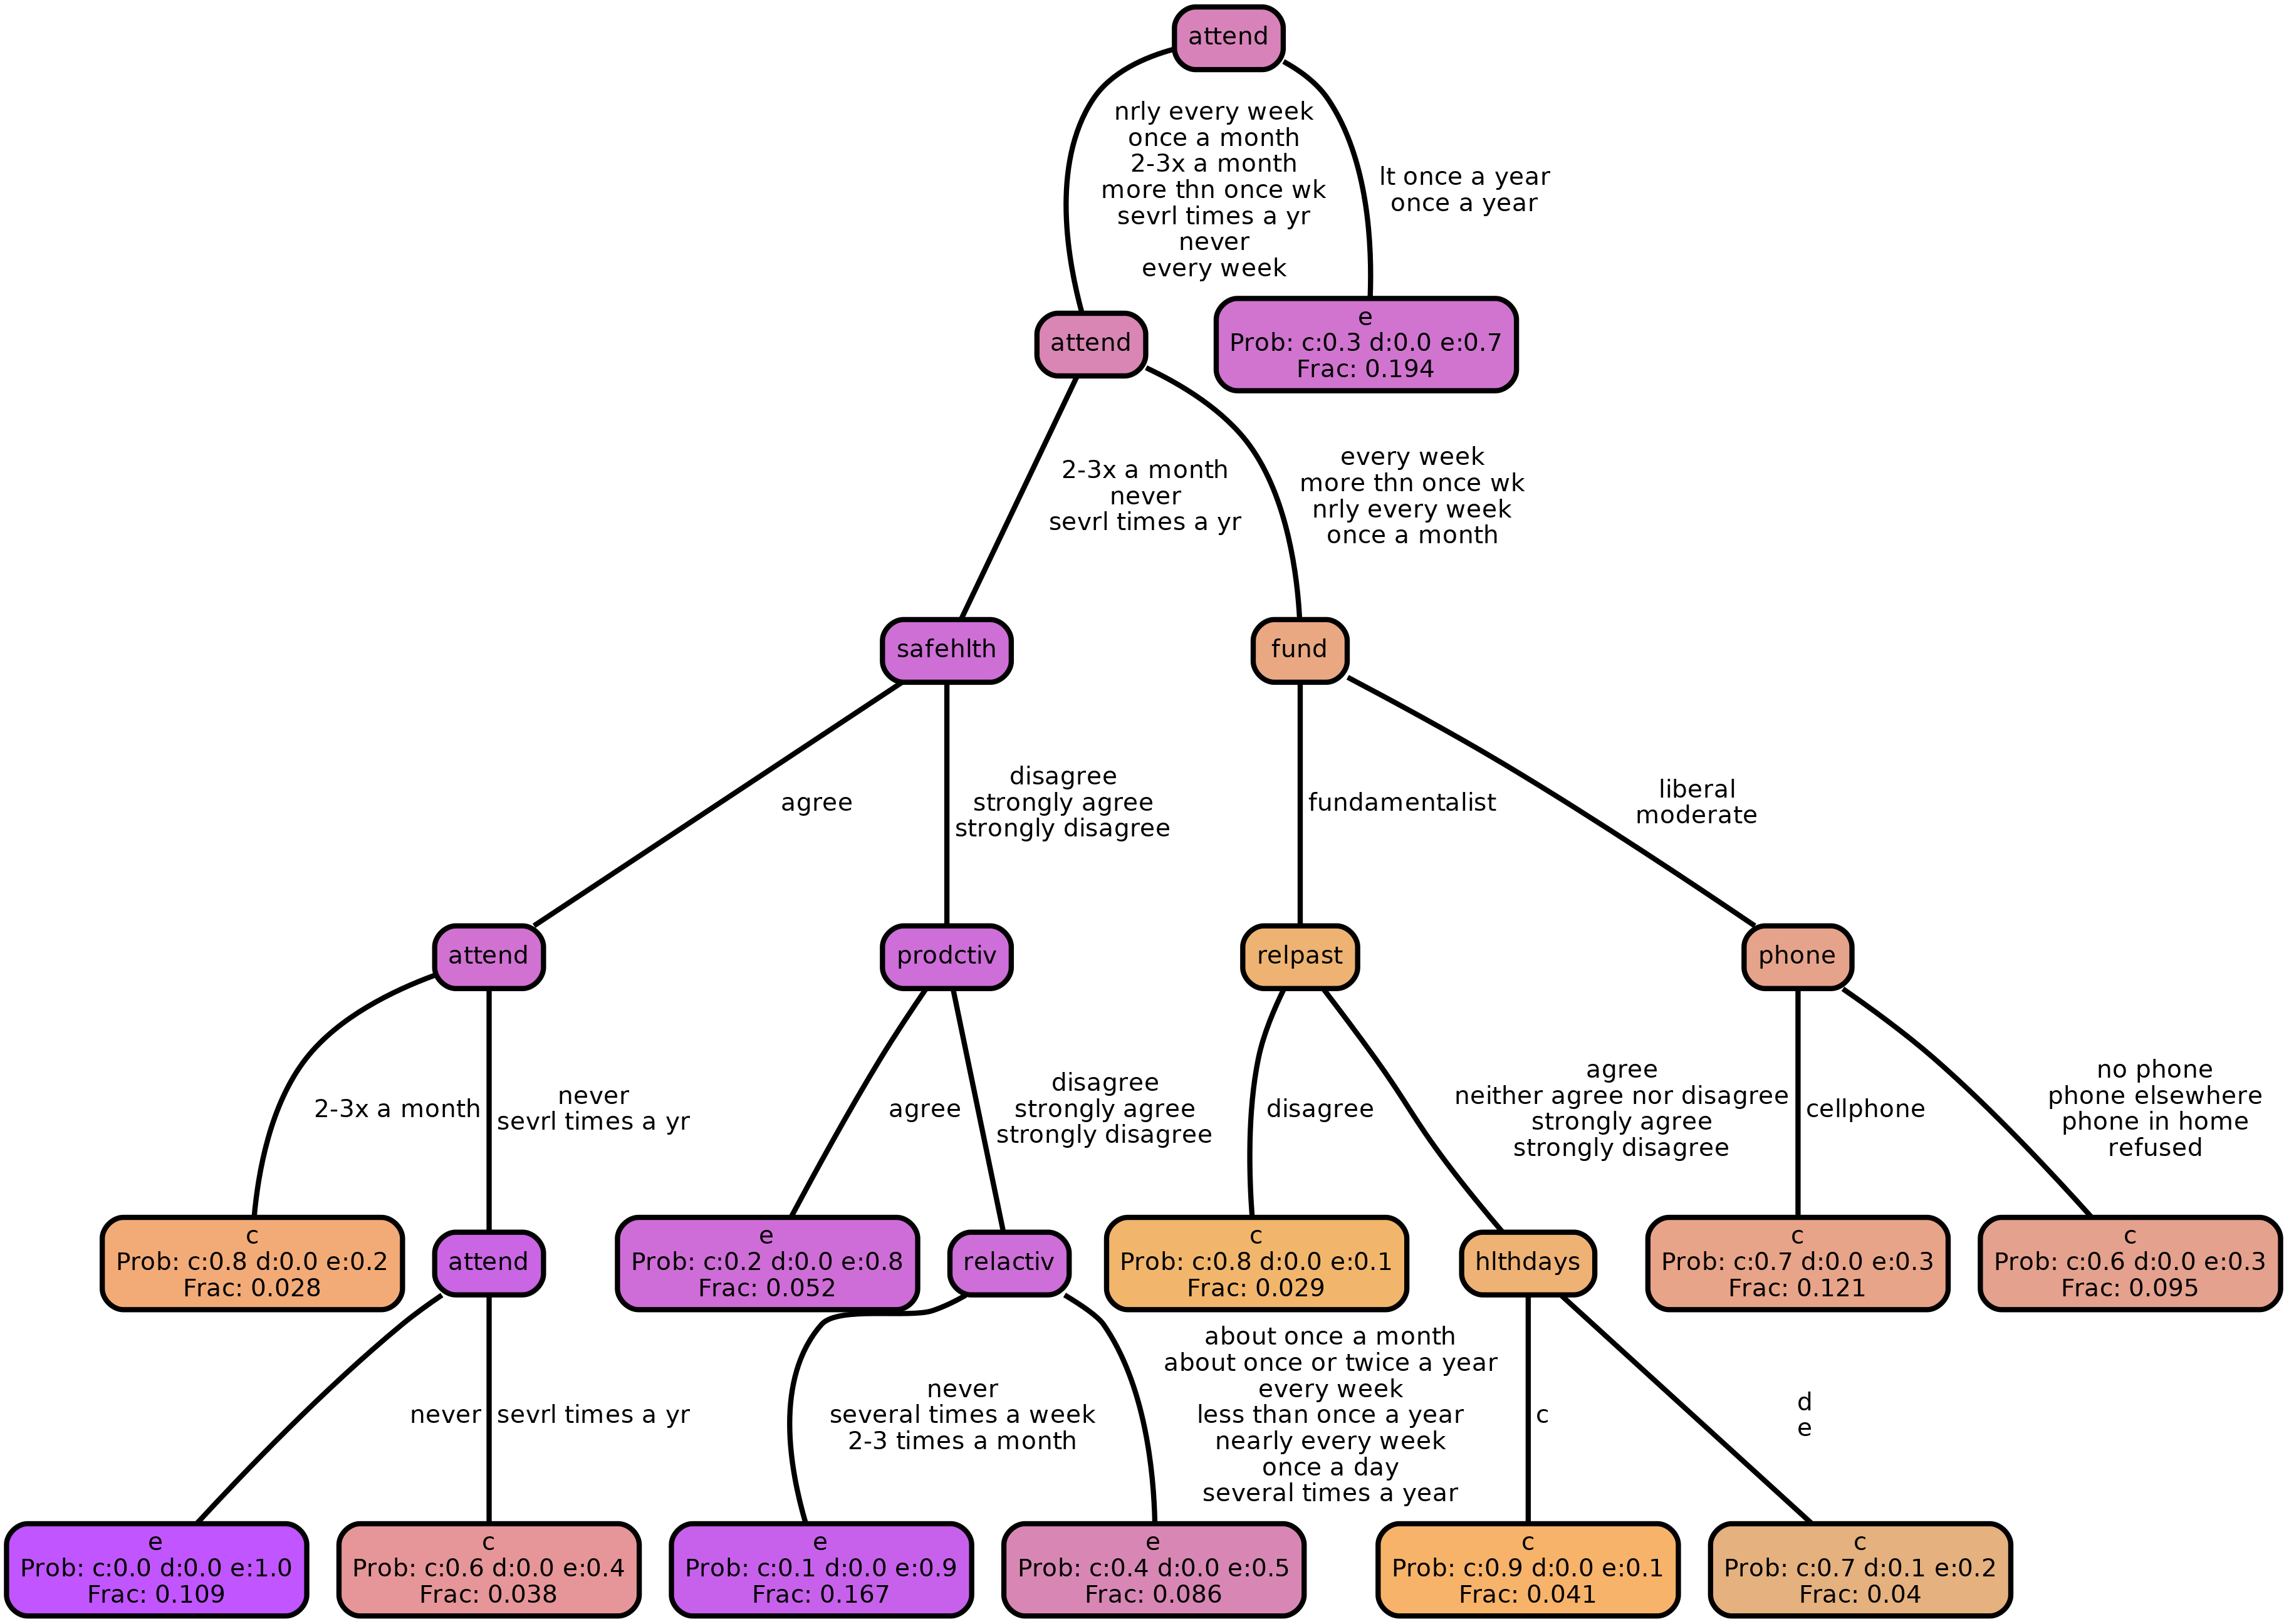 attend
nrly every week
once a month
2-3x a month
more thn once wk
sevrl times a yr
never
every week
lt once a year
once a year
attend
e
Prob: c:0.3 d:0.0 e:0.7
Frac: 0.194
2-3x a month
never
sevrl times a yr
every week
more thn once wk
nrly every week
once a month
safehlth
fund
agree
disagree
strongly agree
strongly disagree
fundamentalist
liberal
moderate
attend
prodctiv
relpast
phone
2-3x a month
never
sevrl times a yr
agree
disagree
strongly agree
strongly disagree
disagree
agree
neither agree nor disagree
strongly agree
strongly disagree
cellphone
no phone
phone elsewhere
phone in home
refused
c
Prob: c:0.8 d:0.0 e:0.2
Frac: 0.028
attend
e
Prob: c:0.2 d:0.0 e:0.8
Frac: 0.052
relactiv
c
Prob: c:0.8 d:0.0 e:0.1
Frac: 0.029
hlthdays
c
Prob: c:0.7 d:0.0 e:0.3
Frac: 0.121
c
Prob: c:0.6 d:0.0 e:0.3
Frac: 0.095
never
sevrl times a yr
never
several times a week
2-3 times a month
about once a month
about once or twice a year
every week
less than once a year
nearly every week
once a day
several times a year
c
d
e
e
Prob: c:0.0 d:0.0 e:1.0
Frac: 0.109
c
Prob: c:0.6 d:0.0 e:0.4
Frac: 0.038
e
Prob: c:0.1 d:0.0 e:0.9
Frac: 0.167
e
Prob: c:0.4 d:0.0 e:0.5
Frac: 0.086
c
Prob: c:0.9 d:0.0 e:0.1
Frac: 0.041
c
Prob: c:0.7 d:0.1 e:0.2
Frac: 0.04